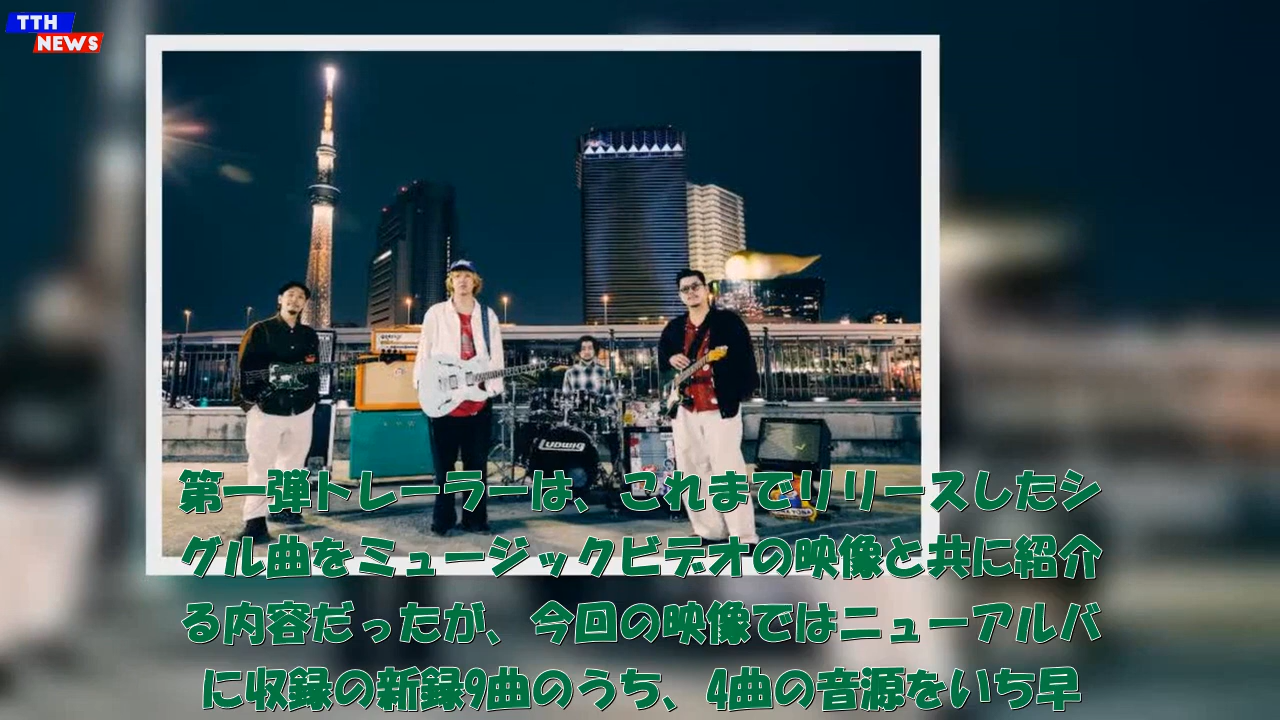 TTH
NEWS
LUDWIG
第一弾トレーラーは、これまでリリースしたシ
グル曲をミュージックビデオの映像と共に紹介
る内容だったが、今回の映像ではニューアルバ
に収録の新録9曲のうち、4曲の音源をいち早